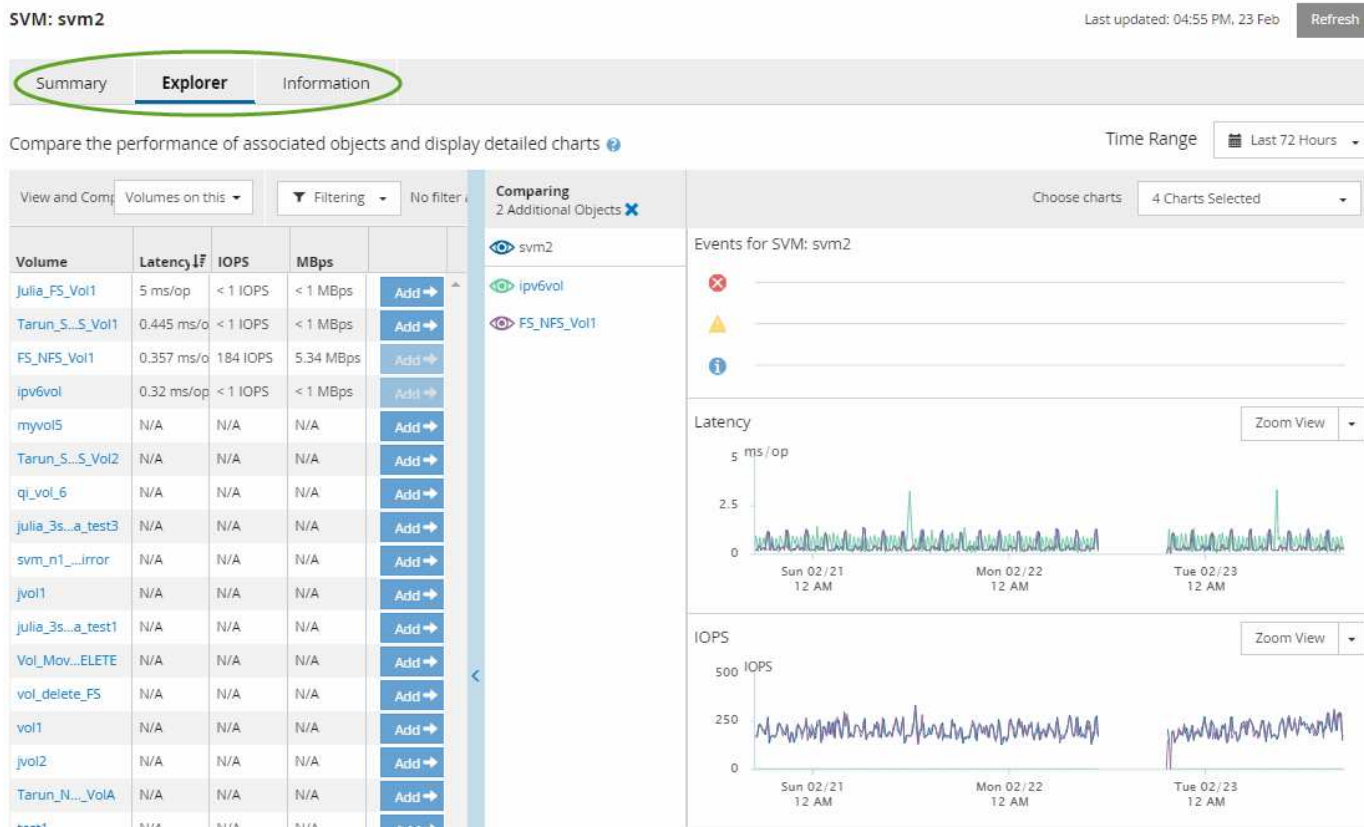 SVM: svm2
Last updated: 04:55 PM, 23 Feb Refresh
Summary Explorer Information
Compare the performance of associated objects and display detailed charts ?
Time Range Last 72 Hours
View and Comp Volumes on this Filtering No filter
Comparing
2 Additional Objects
Choose charts 4 Charts Selected
Volume Latency IOPS MBps
Julia_FS_Vol1 5 ms/op < 1 IOPS < 1 MBps Add
Tarun_S...S_Vol1 0.445 ms/o < 1 IOPS < 1 MBps Add
FS_NFS_Vol1 0.357 ms/o 184 IOPS 5.34 MBps Add
ipv6vol 0.32 ms/op < 1 IOPS < 1 MBps Add
myvol5 N/A N/A N/A Add
Tarun_S...S_Vol2 N/A N/A N/A Add
qi_vol_6 N/A N/A N/A Add
julia_3s...a_test3 N/A N/A N/A Add
svm_n1_...irror N/A N/A N/A Add
jvol1 N/A N/A N/A Add
julia_3s...a_test1 N/A N/A N/A Add
Vol_Mov...ELETE N/A N/A N/A Add
vol_delete_FS N/A N/A N/A Add
vol1 N/A N/A N/A Add
jvol2 N/A N/A N/A Add
Tarun_N..._VolA N/A N/A N/A Add
svm2
ipv6vol
FS_NFS_Vol1
Events for SVM: svm2
Latency Zoom View
5 ms/op
2.5
0
Sun 02/21 Mon 02/22 Tue 02/23
12 AM 12 AM 12 AM
IOPS Zoom View
500 IOPS
250
0
Sun 02/21 Mon 02/22 Tue 02/23
12 AM 12 AM 12 AM